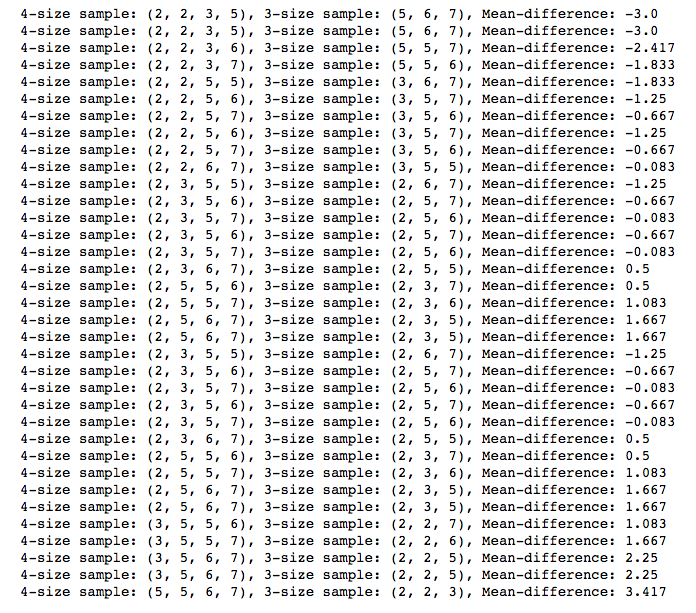 4-size sample: (2, 2, 3, 5), 3-size sample: (5, 6, 7), Mean-difference: -3.0
4-size sample: (2, 2, 3, 5), 3-size sample: (5, 6, 7), Mean-difference: -3.0
4-size sample: (2, 2, 3, 6), 3-size sample: (5, 5, 7), Mean-difference: -2.417
4-size sample: (2, 2, 3, 7), 3-size sample: (5, 5, 6), Mean-difference: -1.833
4-size sample: (2, 2, 5, 5), 3-size sample: (3, 6, 7), Mean-difference: -1.833
4-size sample: (2, 2, 5, 6), 3-size sample: (3, 5, 7), Mean-difference: -1.25
4-size sample: (2, 2, 5, 7), 3-size sample: (3, 5, 6), Mean-difference: -0.667
4-size sample: (2, 2, 5, 6), 3-size sample: (3, 5, 7), Mean-difference: -1.25
4-size sample: (2, 2, 5, 7), 3-size sample: (3, 5, 6), Mean-difference: -0.667
4-size sample: (2, 2, 6, 7), 3-size sample: (3, 5, 5), Mean-difference: -0.083
4-size sample: (2, 3, 5, 5), 3-size sample: (2, 6, 7), Mean-difference: -1.25
4-size sample: (2, 3, 5, 6), 3-size sample: (2, 5, 7), Mean-difference: -0.667
4-size sample: (2, 3, 5, 7), 3-size sample: (2, 5, 6), Mean-difference: -0.083
4-size sample: (2, 3, 5, 6), 3-size sample: (2, 5, 7), Mean-difference: -0.667
4-size sample: (2, 3, 5, 7), 3-size sample: (2, 5, 6), Mean-difference: -0.083
4-size sample: (2, 3, 6, 7), 3-size sample: (2, 5, 5), Mean-difference: 0.5
4-size sample: (2, 5, 5, 6), 3-size sample: (2, 3, 7), Mean-difference: 0.5
4-size sample: (2, 5, 5, 7), 3-size sample: (2, 3, 6), Mean-difference: 1.083
4-size sample: (2, 5, 6, 7), 3-size sample: (2, 3, 5), Mean-difference: 1.667
4-size sample: (2, 5, 6, 7), 3-size sample: (2, 3, 5), Mean-difference: 1.667
4-size sample: (2, 3, 5, 5), 3-size sample: (2, 6, 7), Mean-difference: -1.25
4-size sample: (2, 3, 5, 6), 3-size sample: (2, 5, 7), Mean-difference: -0.667
4-size sample: (2, 3, 5, 7), 3-size sample: (2, 5, 6), Mean-difference: -0.083
4-size sample: (2, 3, 5, 6), 3-size sample: (2, 5, 7), Mean-difference: -0.667
4-size sample: (2, 3, 5, 7), 3-size sample: (2, 5, 6), Mean-difference: -0.083
4-size sample: (2, 3, 6, 7), 3-size sample: (2, 5, 5), Mean-difference: 0.5
4-size sample: (2, 5, 5, 6), 3-size sample: (2, 3, 7), Mean-difference: 0.5
4-size sample: (2, 5, 5, 7), 3-size sample: (2, 3, 6), Mean-difference: 1.083
4-size sample: (2, 5, 6, 7), 3-size sample: (2, 3, 5), Mean-difference: 1.667
4-size sample: (2, 5, 6, 7), 3-size sample: (2, 3, 5), Mean-difference: 1.667
4-size sample: (3, 5, 5, 6), 3-size sample: (2, 2, 7), Mean-difference: 1.083
4-size sample: (3, 5, 5, 7), 3-size sample: (2, 2, 6), Mean-difference: 1.667
4-size sample: (3, 5, 6, 7), 3-size sample: (2, 2, 5), Mean-difference: 2.25
4-size sample: (3, 5, 6, 7), 3-size sample: (2, 2, 5), Mean-difference: 2.25
4-size sample: (5, 5, 6, 7), 3-size sample: (2, 2, 3), Mean-difference: 3.417